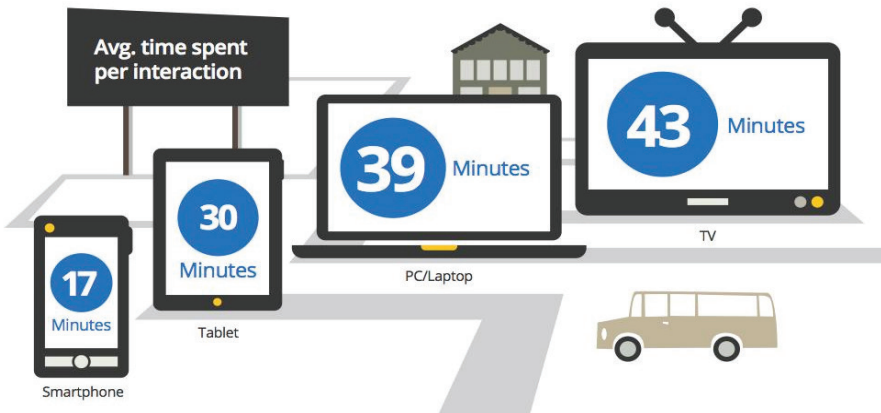 Avg. time spent
per interaction
17
Minutes
Smartphone
30
Minutes
Tablet
39 Minutes
PC/Laptop
43 Minutes
TV